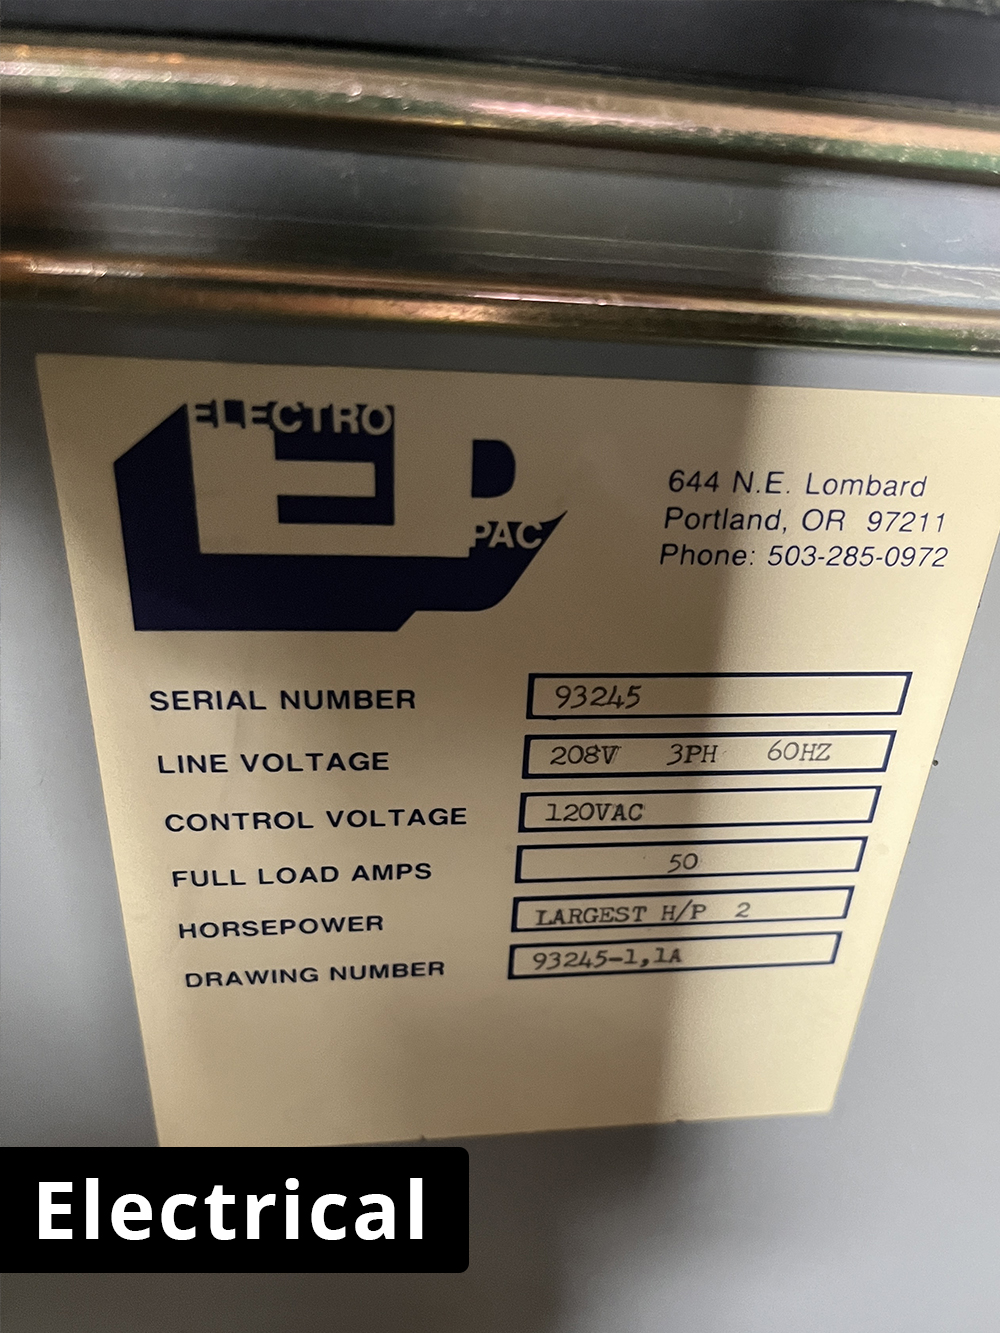 ELECTRO
EP
PAC
644 N.E. Lombard
Portland, OR 97211
Phone: 503-285-0972
SERIAL NUMBER 93245
LINE VOLTAGE 208V 3PH 60HZ
CONTROL VOLTAGE 120VAC
FULL LOAD AMPS 50
HORSEPOWER LARGEST H/P 2
DRAWING NUMBER 93245-1,1A
Electrical